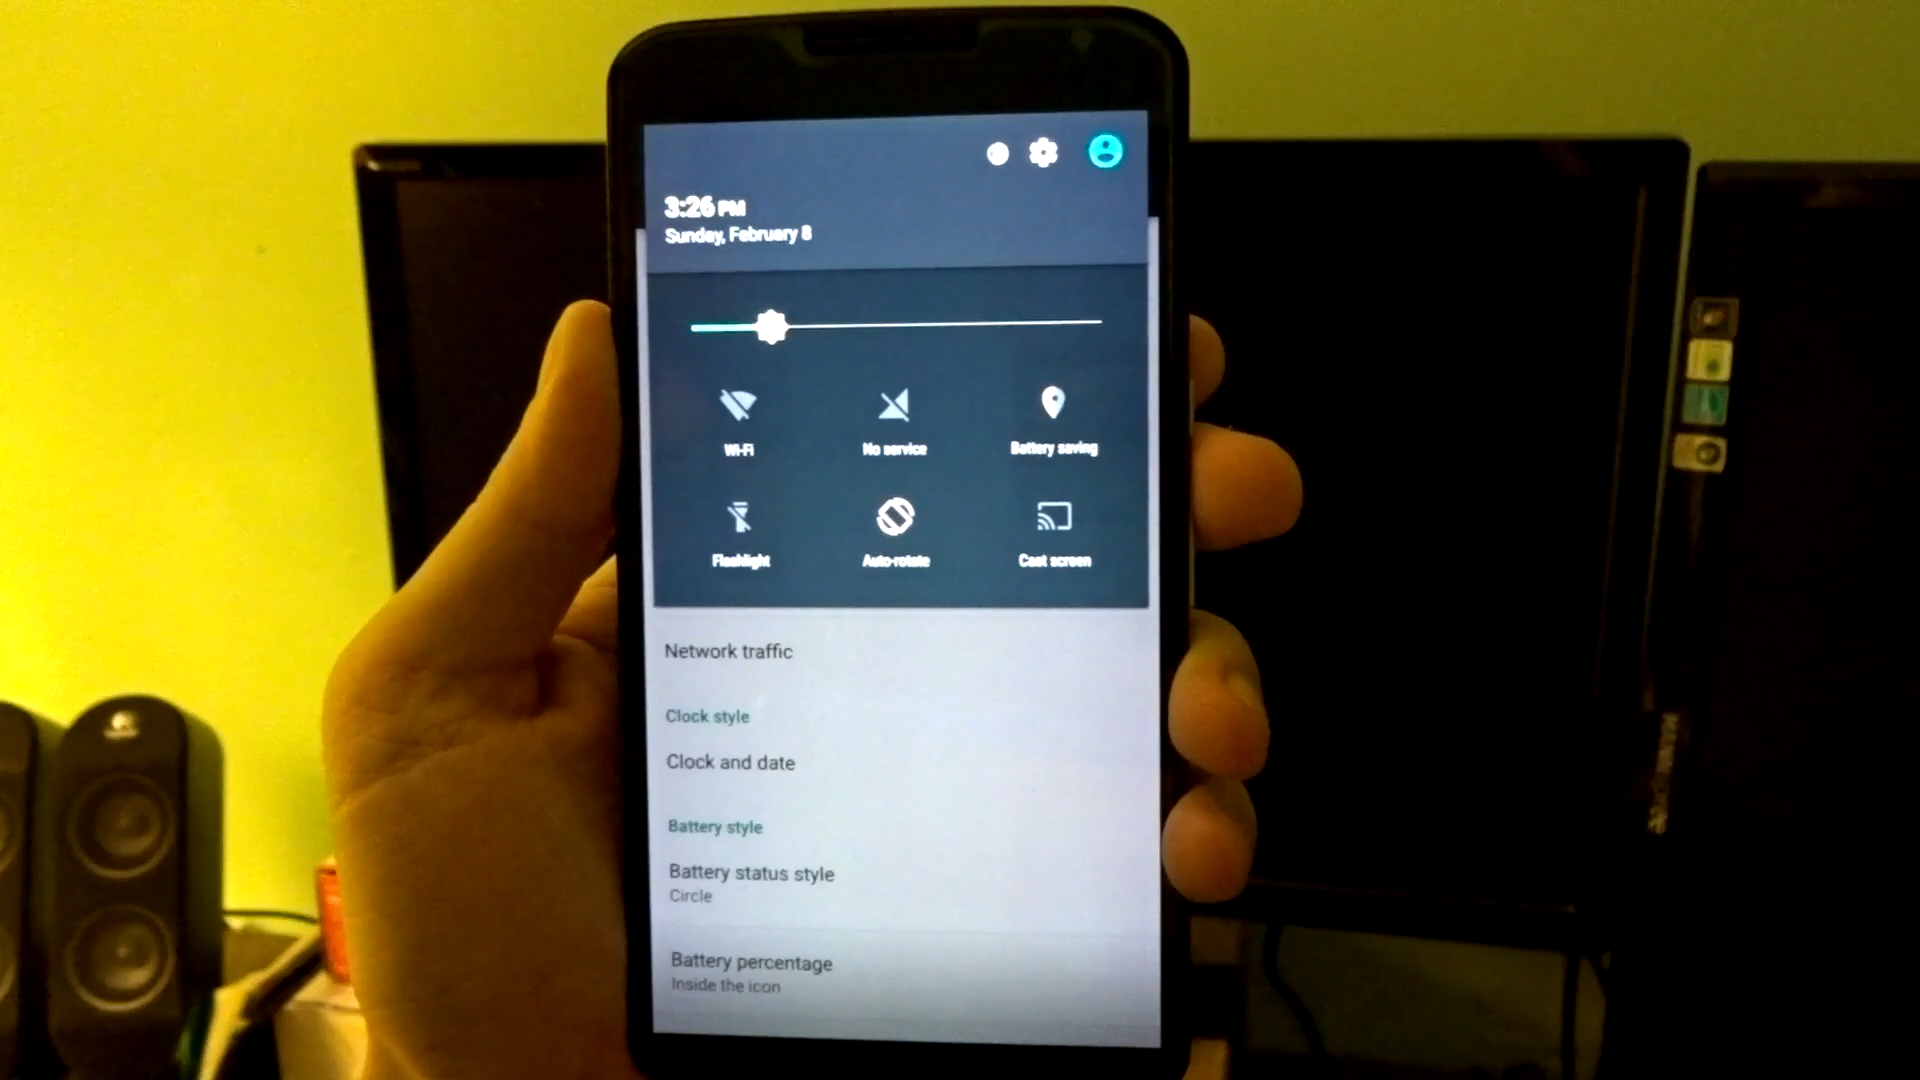 3:26 PM
Sunday, February 8
Wi-Fi
No service
Battery saving
Flashlight
Auto-rotate
Cast screen
Network traffic
Clock style
Clock and date
Battery style
Battery status style
Circle
Battery percentage
Inside the icon